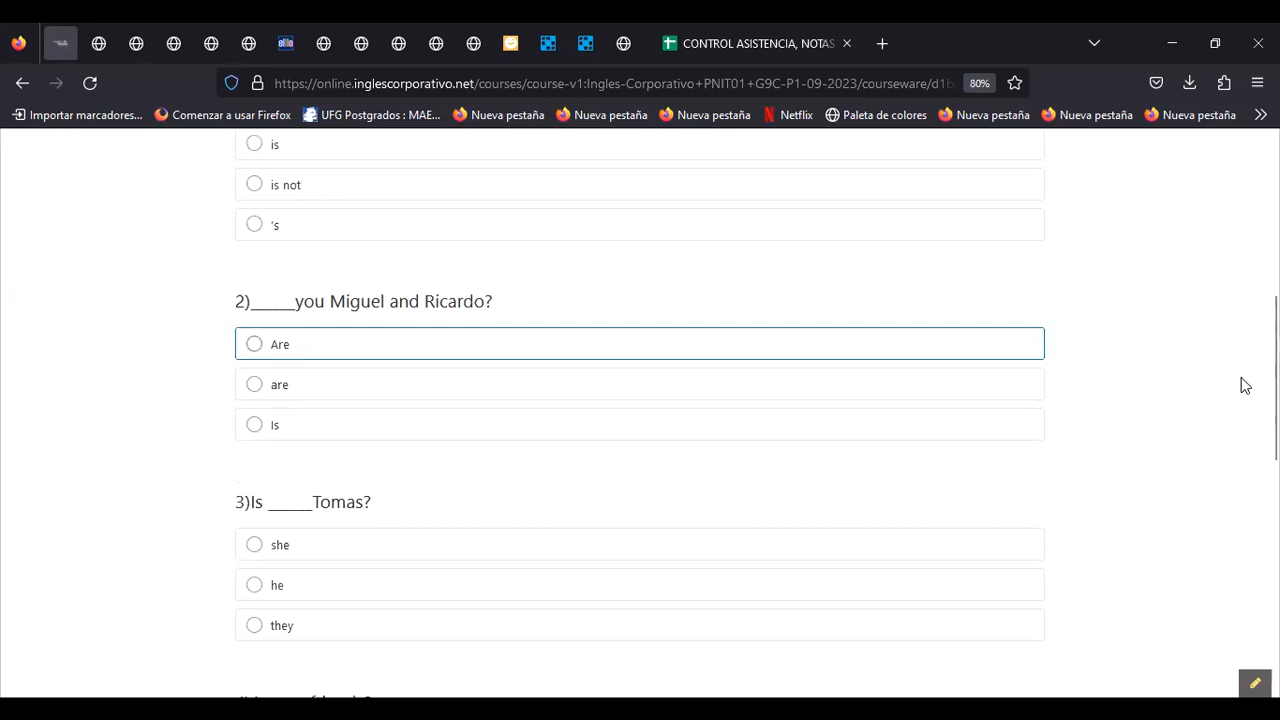 CONTROL ASISTENCIA, NOTAS
https://online.inglescorporativo.net/courses/course-v1:Ingles-Corporativo+PNIT01+G9C-P1-09-2023/courseware/d1b
80%
Importar marcadores...
Comenzar a usar Firefox
UFG Postgrados : MAE...
Nueva pestaña
Nueva pestaña
Nueva pestaña
Netflix
Paleta de colores
Nueva pestaña
Nueva pestaña
Nueva pestaña
is
is not
‘s
2)_____you Miguel and Ricardo?
Are
are
Is
3)Is _____Tomas?
she
he
they